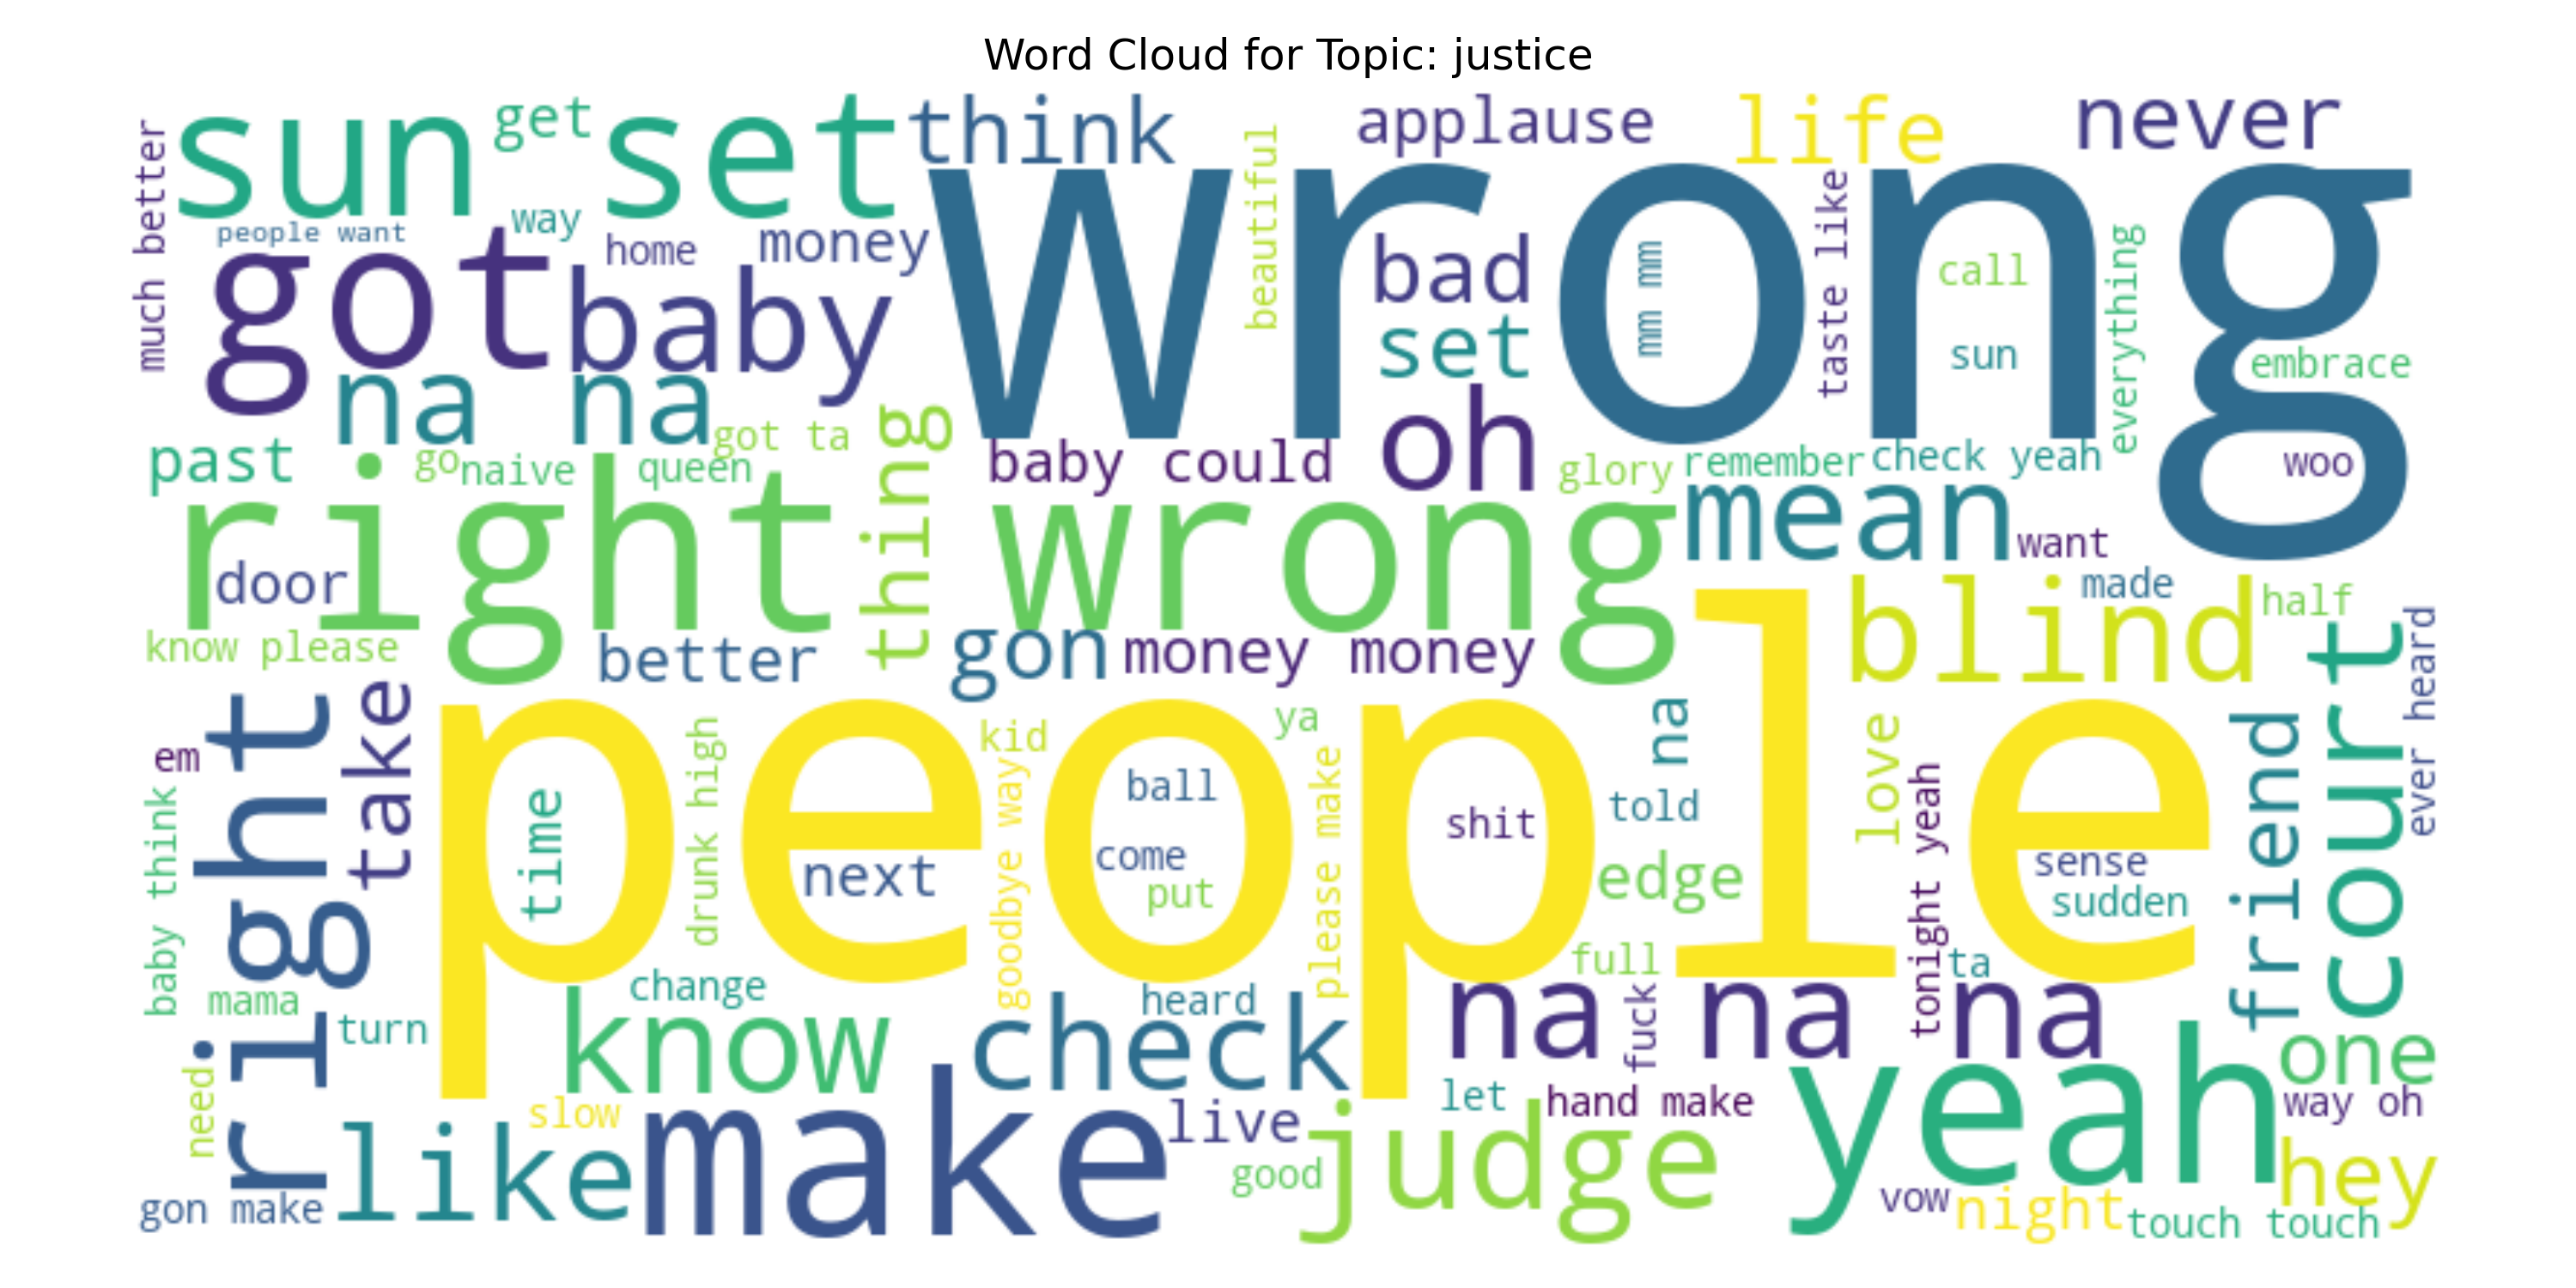 Word Cloud for Topic: justice
sun set
get
think
applause
life
never
much better
beautiful
wrong
way
people want
home
money
got
baby
bad
set
mm mm
taste like
call
sun
everything
embrace
na na
got ta
thing
oh
past
go
naive
queen
baby could
glory
remember
check yeah
woo
right wrong
mean
want
door
made
blind
half
know please
better
gon
money money
court
ever heard
right
take
people
em
kid
ya
na
love
friend
time
drunk high
goodbye way
ball
please make
shit
told
tonight yeah
baby think
next
come
put
edge
sense
sudden
full
ta
mama
change
heard
na na na
fuck
turn
know
check
one
need
slow
like
make
live
let
hand make
yeah
way oh
good
judge
hey
gon make
vow
night
touch touch